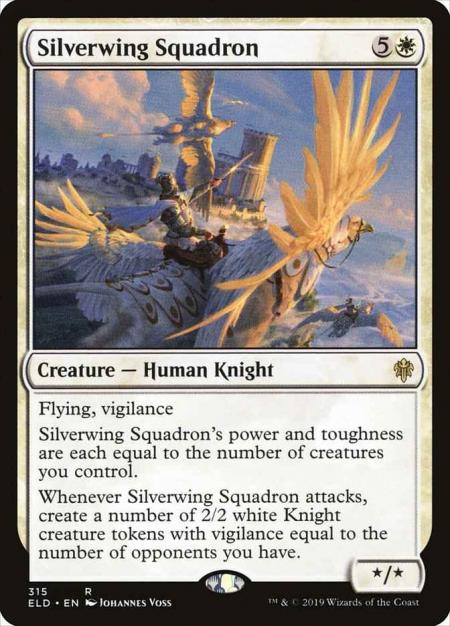 Silverwing Squadron 5
Creature — Human Knight
Flying, vigilance
Silverwing Squadron's power and toughness
are each equal to the number of creatures
you control.
Whenever Silverwing Squadron attacks,
create a number of 2/2 white Knight
creature tokens with vigilance equal to the
number of opponents you have.
*/*
315 R
ELD • EN Johannes Voss ™ & © 2019 Wizards of the Coast